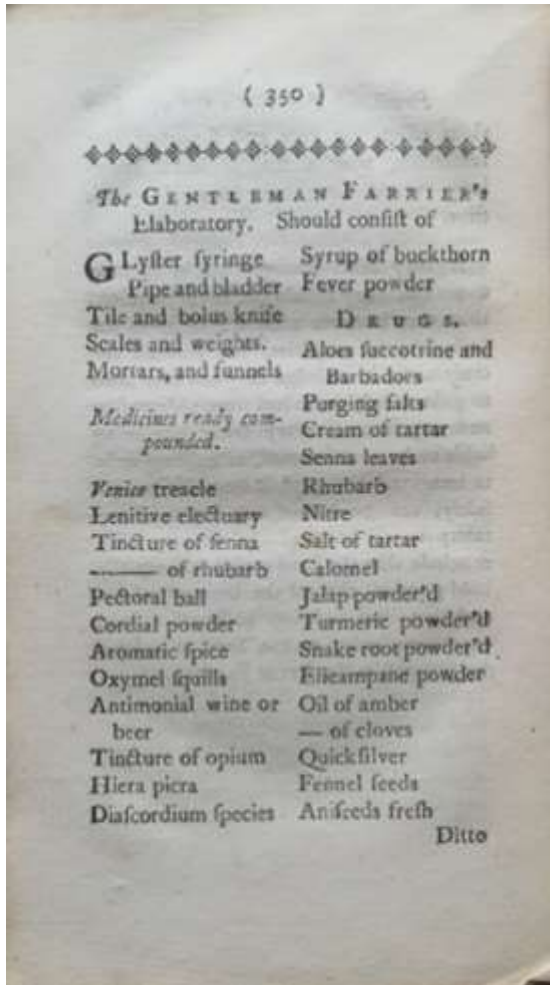 ( 350 )
The GENTLEMAN FARRIER's
Elaboratory. Should conſiſt of
GLyſter ſyringe
Pipe and bladder
Tile and bolus knife
Scales and weights.
Mortars, and funnels
Medicines ready com-
pounded.
Venice treacle
Lenitive electuary
Tincture of ſenna
——— of rhubarb
Pectoral ball
Cordial powder
Aromatic ſpice
Oxymel ſquills
Antimonial wine or
beer
Tincture of opium
Hiera picra
Diaſcordium ſpecies
Syrup of buckthorn
Fever powder
DRUGS.
Aloes ſuccotrine and
Barbadoes
Purging ſalts
Cream of tartar
Senna leaves
Rhubarb
Nitre
Salt of tartar
Calomel
Jalap powder'd
Turmeric powder'd
Snake root powder'd
Elicampane powder
Oil of amber
— of cloves
Quickſilver
Fennel ſeeds
Aniſeeds freſh
Ditto